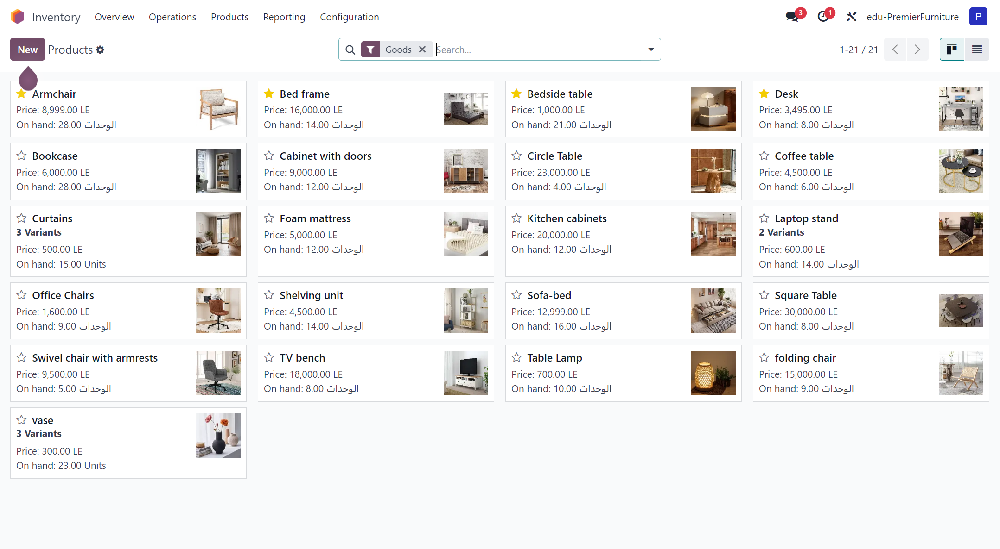 Inventory Overview Operations Products Reporting Configuration 3 1 edu-PremierFurniture P
New Products Goods Search... 1-21 / 21
Armchair
Price: 8,999.00 LE
On hand: 28.00 الوحدات
Bed frame
Price: 16,000.00 LE
On hand: 14.00 الوحدات
Bedside table
Price: 1,000.00 LE
On hand: 21.00 الوحدات
Desk
Price: 3,495.00 LE
On hand: 8.00 الوحدات
Bookcase
Price: 6,000.00 LE
On hand: 28.00 الوحدات
Cabinet with doors
Price: 9,000.00 LE
On hand: 12.00 الوحدات
Circle Table
Price: 23,000.00 LE
On hand: 4.00 الوحدات
Coffee table
Price: 4,500.00 LE
On hand: 6.00 الوحدات
Curtains
3 Variants
Price: 500.00 LE
On hand: 15.00 Units
Foam mattress
Price: 5,000.00 LE
On hand: 12.00 الوحدات
Kitchen cabinets
Price: 20,000.00 LE
On hand: 12.00 الوحدات
Laptop stand
2 Variants
Price: 600.00 LE
On hand: 14.00 الوحدات
Office Chairs
Price: 1,600.00 LE
On hand: 9.00 الوحدات
Shelving unit
Price: 4,500.00 LE
On hand: 14.00 الوحدات
Sofa-bed
Price: 12,999.00 LE
On hand: 16.00 الوحدات
Square Table
Price: 30,000.00 LE
On hand: 8.00 الوحدات
Swivel chair with armrests
Price: 9,500.00 LE
On hand: 5.00 الوحدات
TV bench
Price: 18,000.00 LE
On hand: 8.00 الوحدات
Table Lamp
Price: 700.00 LE
On hand: 10.00 الوحدات
folding chair
Price: 15,000.00 LE
On hand: 9.00 الوحدات
vase
3 Variants
Price: 300.00 LE
On hand: 23.00 Units